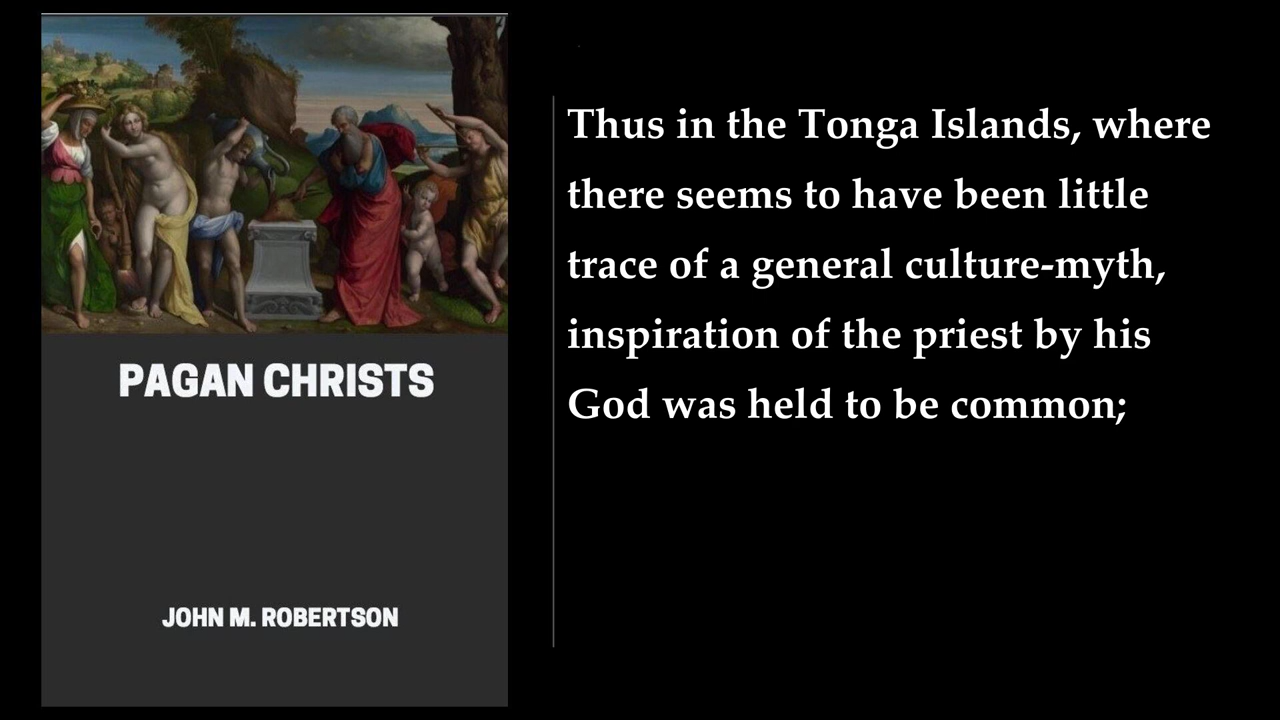 PAGAN CHRISTS
JOHN M. ROBERTSON
Thus in the Tonga Islands, where
there seems to have been little
trace of a general culture-myth,
inspiration of the priest by his
God was held to be common;